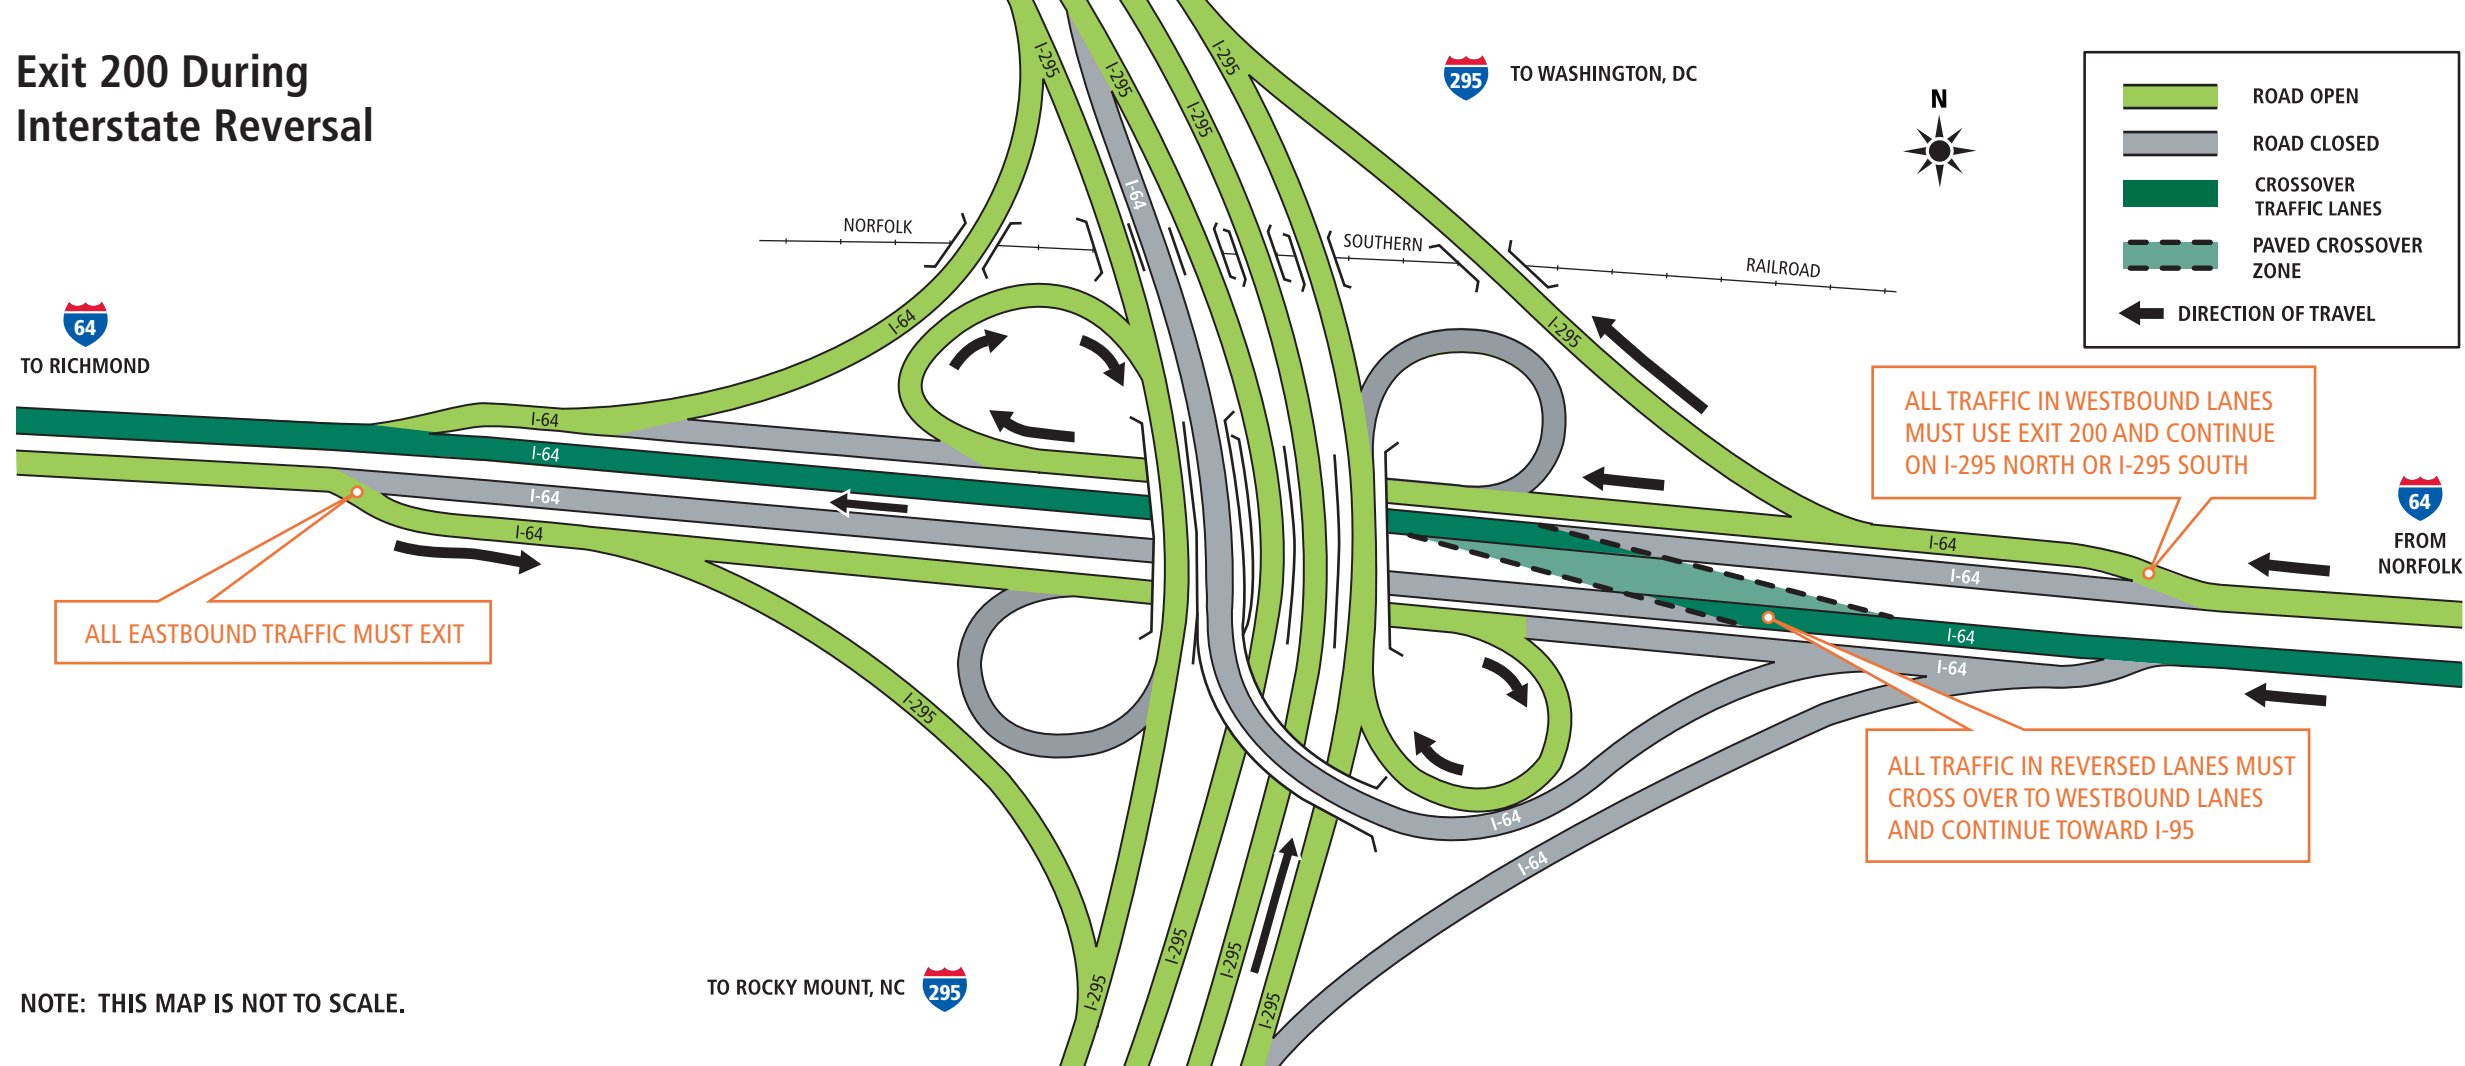 Exit 200 During
Interstate Reversal
295
TO WASHINGTON, DC
N
ROAD OPEN
ROAD CLOSED
CROSSOVER
TRAFFIC LANES
PAVED CROSSOVER
ZONE
DIRECTION OF TRAVEL
I-295
I-295
I-295
I-295
I-64
NORFOLK
SOUTHERN
RAILROAD
64
TO RICHMOND
I-64
I-295
ALL TRAFFIC IN WESTBOUND LANES
MUST USE EXIT 200 AND CONTINUE
ON I-295 NORTH OR I-295 SOUTH
I-64
I-64
I-64
I-64
64
FROM
NORFOLK
I-64
I-64
I-64
I-64
ALL EASTBOUND TRAFFIC MUST EXIT
I-295
ALL TRAFFIC IN REVERSED LANES MUST
CROSS OVER TO WESTBOUND LANES
AND CONTINUE TOWARD I-95
I-64
I-64
TO ROCKY MOUNT, NC
295
I-295
I-295
I-295
I-295
NOTE: THIS MAP IS NOT TO SCALE.